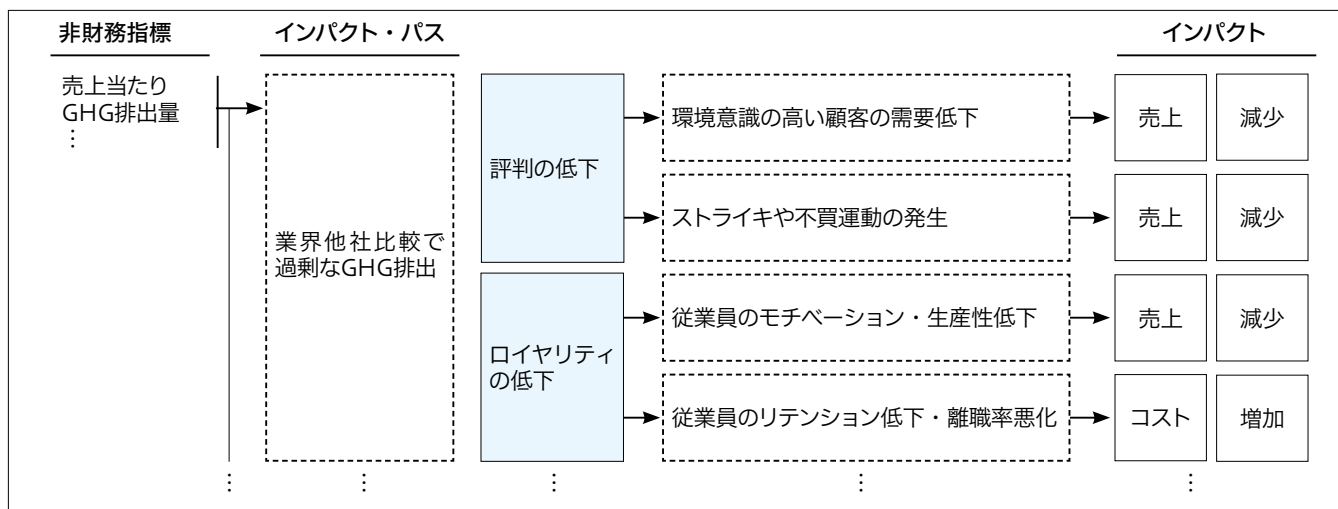 非財務指標
インパクト・パス
インパクト
売上当たり
GHG排出量
⋮
業界他社比較で
過剰なGHG排出
評判の低下
環境意識の高い顧客の需要低下
売上
減少
ストライキや不買運動の発生
売上
減少
ロイヤリティ
の低下
従業員のモチベーション・生産性低下
売上
減少
従業員のリテンション低下・離職率悪化
コスト
増加
⋮
⋮
⋮
⋮
⋮